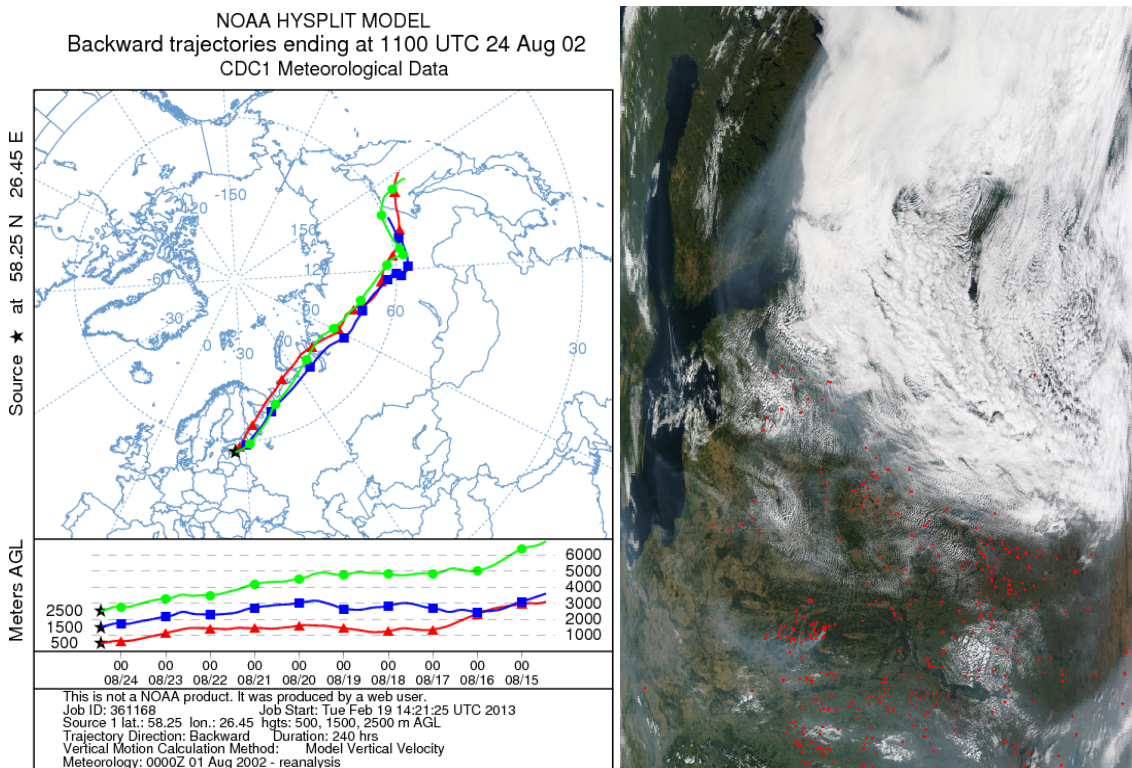 NOAA HYSPLIT MODEL
Backward trajectories ending at 1100 UTC 24 Aug 02
CDC1 Meteorological Data
Source ★ at 58.25 N 26.45 E
-150
-120
150
-90
120
-60
90
60
-30
0
30
30
Meters AGL
2500
1500
500
6000
5000
4000
3000
2000
1000
00 00 00 00 00 00 00 00 00 00
08/24 08/23 08/22 08/21 08/20 08/19 08/18 08/17 08/16 08/15
This is not a NOAA product. It was produced by a web user.
Job ID: 361168 Job Start: Tue Feb 19 14:21:25 UTC 2013
Source 1 lat.: 58.25 lon.: 26.45 hgts: 500, 1500, 2500 m AGL
Trajectory Direction: Backward Duration: 240 hrs
Vertical Motion Calculation Method: Model Vertical Velocity
Meteorology: 0000Z 01 Aug 2002 - reanalysis